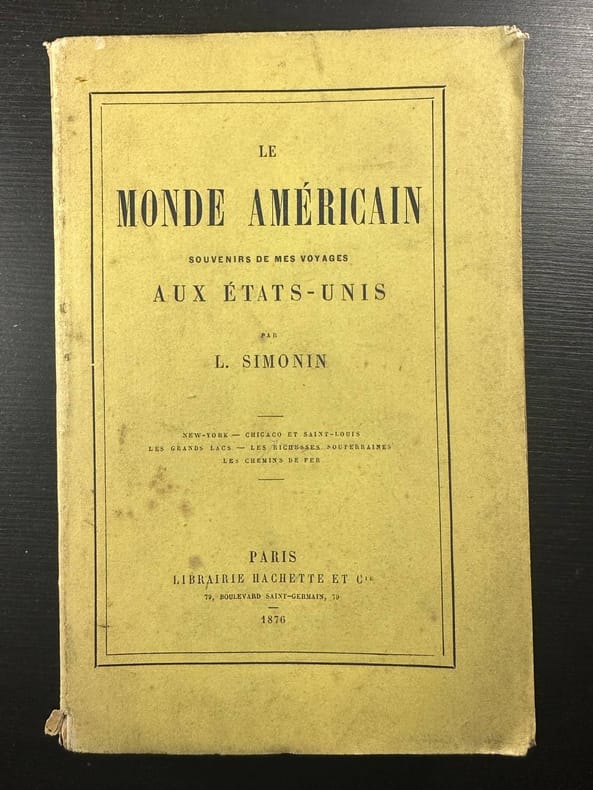 LE
MONDE AMÉRICAIN
SOUVENIRS DE MES VOYAGES
AUX ÉTATS-UNIS
PAR
L. SIMONIN
NEW-YORK — CHICAGO ET SAINT-LOUIS
LES GRANDS LACS — LES RICHESSES SOUTERRAINES
LES CHEMINS DE FER
PARIS
LIBRAIRIE HACHETTE ET Cie
79, BOULEVARD SAINT-GERMAIN, 79
1876